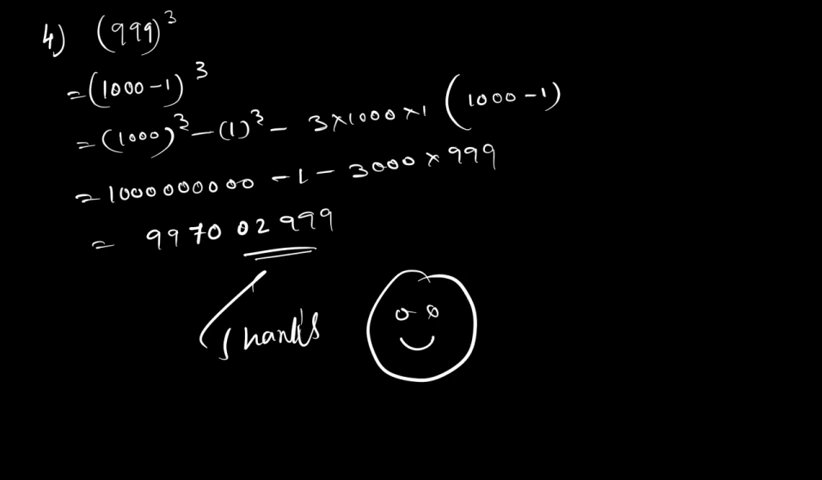 4) (999)³
=(1000-1)³
=(1000)³-(1)³- 3×1000×1 (1000-1)
=1000000000 -1- 3000×999
= 997002999
Thanks